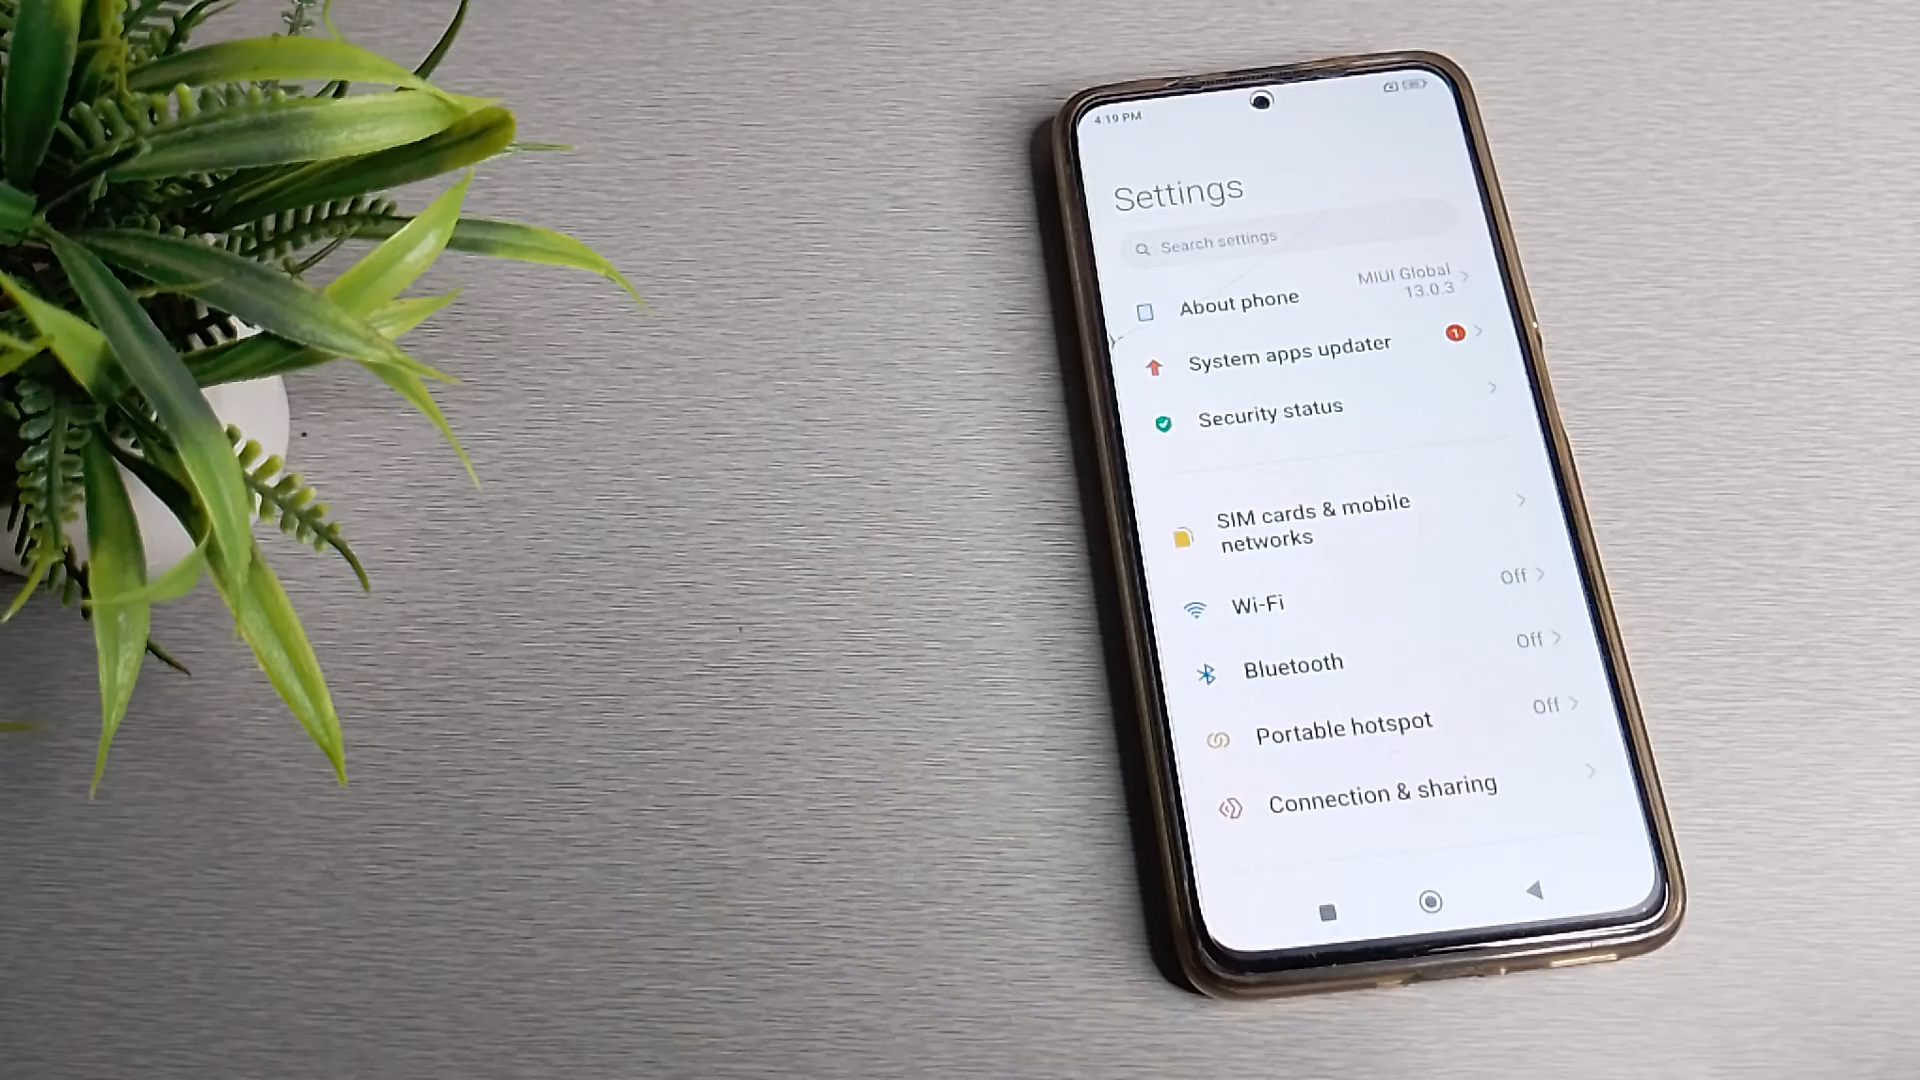 4:19 PM
Settings
Search settings
About phone
MIUI Global
13.0.3
System apps updater
1
Security status
SIM cards & mobile
networks
Wi-Fi
Off
Bluetooth
Off
Portable hotspot
Off
Connection & sharing